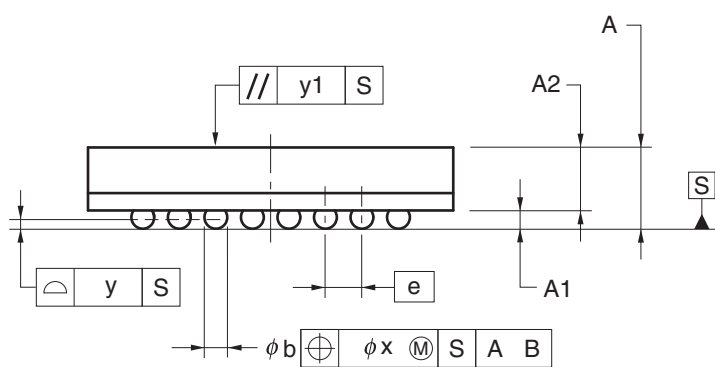 A
// y1 S
A2
S
⌓ y S
e
A1
ϕb ⌖ ϕx Ⓜ S A B